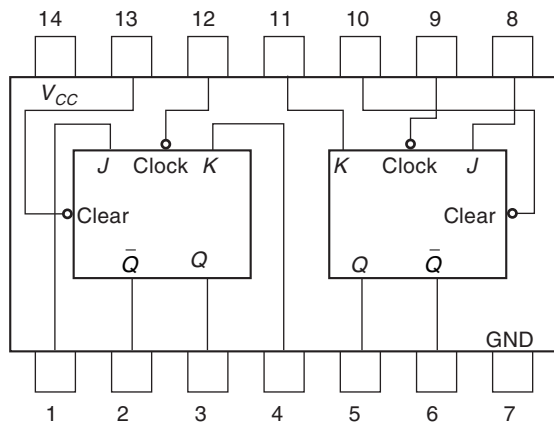 14 13 12 11 10 9 8
V_CC
J Clock K K Clock J
Clear Clear
Q̄ Q Q Q̄
GND
1 2 3 4 5 6 7